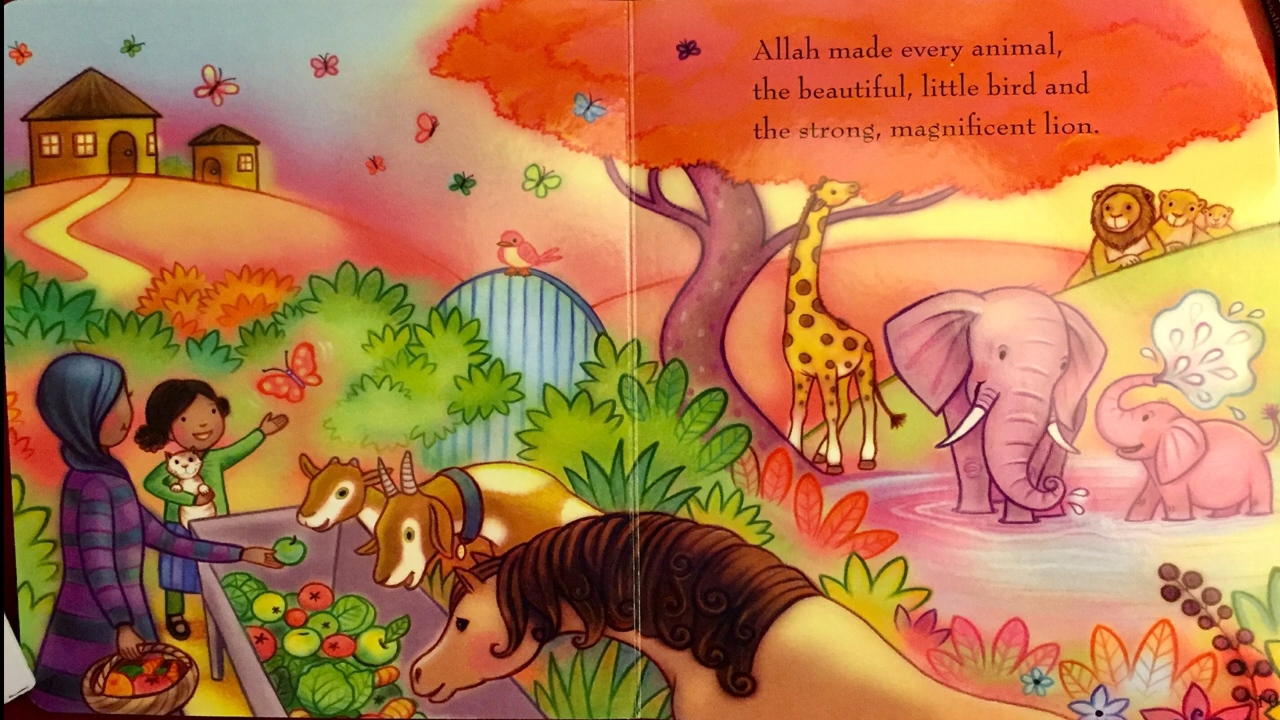 Allah made every animal,
the beautiful, little bird and
the strong, magnificent lion.